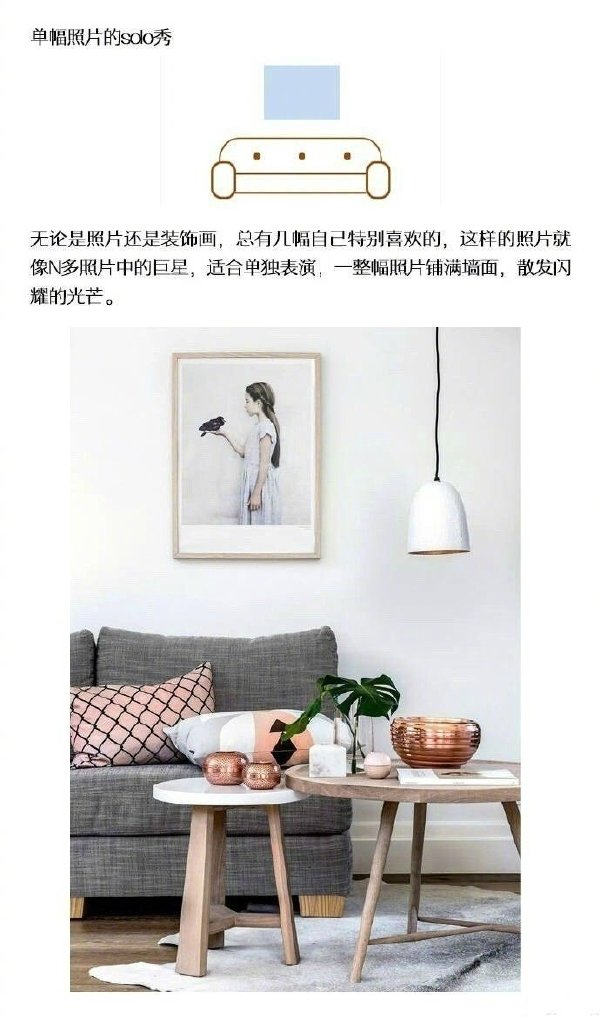 单幅照片的solo秀
无论是照片还是装饰画，总有几幅自己特别喜欢的，这样的照片就
像N多照片中的巨星，适合单独表演，一整幅照片铺满墙面，散发闪
耀的光芒。